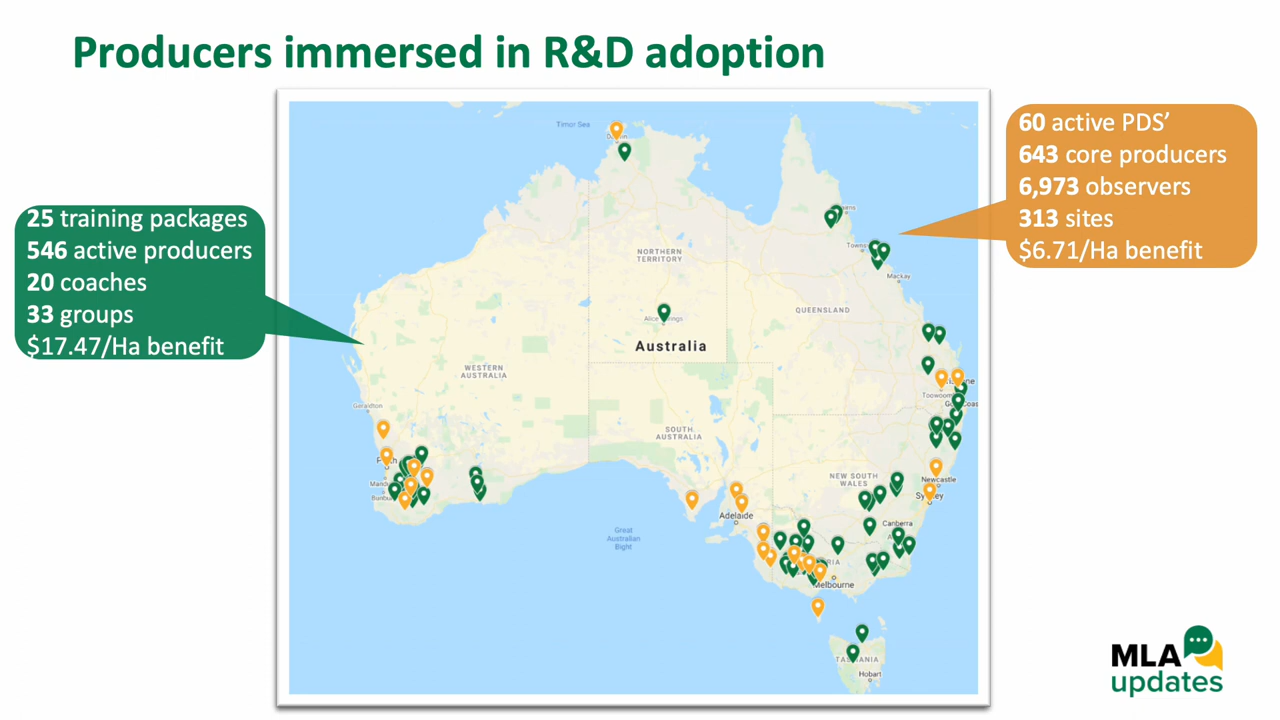 Producers immersed in R&D adoption
25 training packages
546 active producers
20 coaches
33 groups
$17.47/Ha benefit
60 active PDS’
643 core producers
6,973 observers
313 sites
$6.71/Ha benefit
Timor Sea
NORTHERN
TERRITORY
Mackay
QUEENSLAND
Australia
WESTERN
AUSTRALIA
Geraldton
SOUTH
AUSTRALIA
NEW SOUTH
WALES
Newcastle
Adelaide
Canberra
Great
Australian
Bight
Melbourne
Hobart
MLA
updates